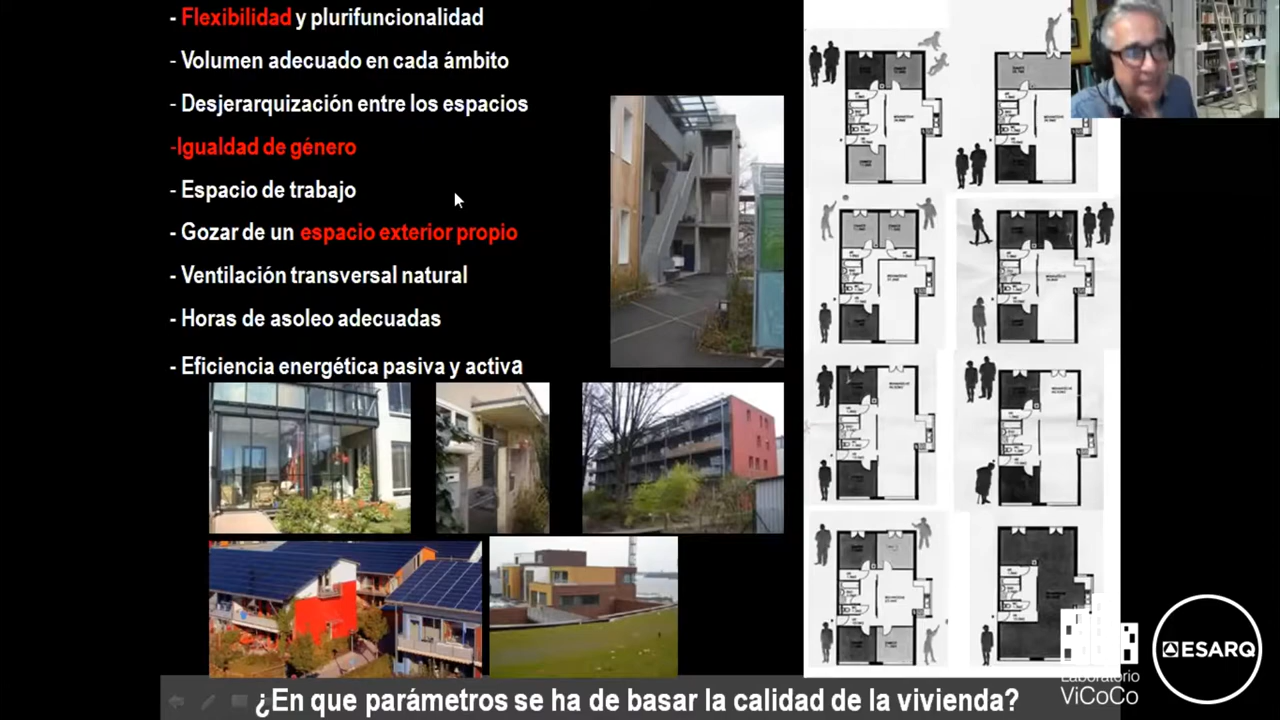 - Flexibilidad y plurifuncionalidad
- Volumen adecuado en cada ámbito
- Desjerarquización entre los espacios
-Igualdad de género
- Espacio de trabajo
- Gozar de un espacio exterior propio
- Ventilación transversal natural
- Horas de asoleo adecuadas
- Eficiencia energética pasiva y activa
¿En que parámetros se ha de basar la calidad de la vivienda?
Laboratorio
ViCoCo
ESARQ